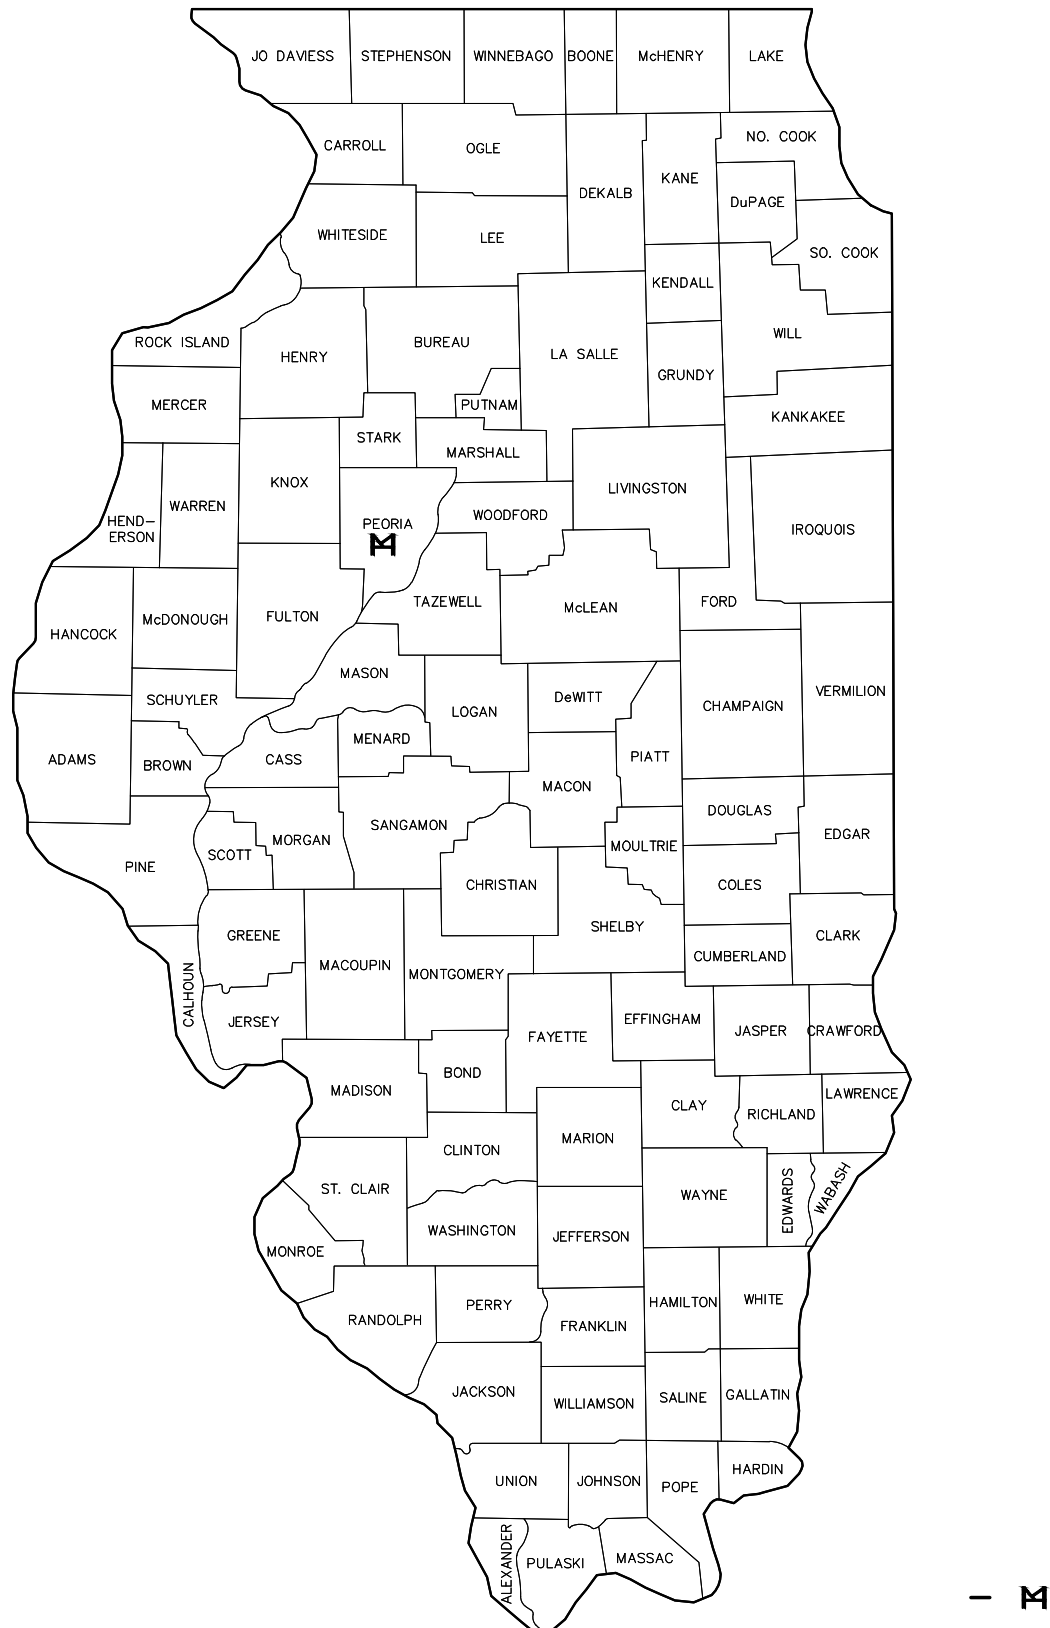 JO DAVIESS
STEPHENSON
WINNEBAGO
BOONE
McHENRY
LAKE
CARROLL
OGLE
DEKALB
KANE
NO. COOK
DuPAGE
SO. COOK
WHITESIDE
LEE
KENDALL
ROCK ISLAND
HENRY
BUREAU
LA SALLE
WILL
GRUNDY
MERCER
PUTNAM
KANKAKEE
STARK
MARSHALL
KNOX
LIVINGSTON
WARREN
HEND-
ERSON
PEORIA
WOODFORD
IROQUOIS
HANCOCK
McDONOUGH
FULTON
TAZEWELL
McLEAN
FORD
MASON
SCHUYLER
LOGAN
DeWITT
CHAMPAIGN
VERMILION
ADAMS
BROWN
CASS
MENARD
MACON
PIATT
PINE
SCOTT
MORGAN
SANGAMON
DOUGLAS
EDGAR
MOULTRIE
CHRISTIAN
COLES
SHELBY
GREENE
MACOUPIN
MONTGOMERY
CUMBERLAND
CLARK
CALHOUN
JERSEY
FAYETTE
EFFINGHAM
JASPER
CRAWFORD
MADISON
BOND
CLAY
RICHLAND
LAWRENCE
CLINTON
MARION
ST. CLAIR
WAYNE
EDWARDS
WABASH
WASHINGTON
JEFFERSON
MONROE
RANDOLPH
PERRY
FRANKLIN
HAMILTON
WHITE
JACKSON
WILLIAMSON
SALINE
GALLATIN
UNION
JOHNSON
POPE
HARDIN
ALEXANDER
PULASKI
MASSAC